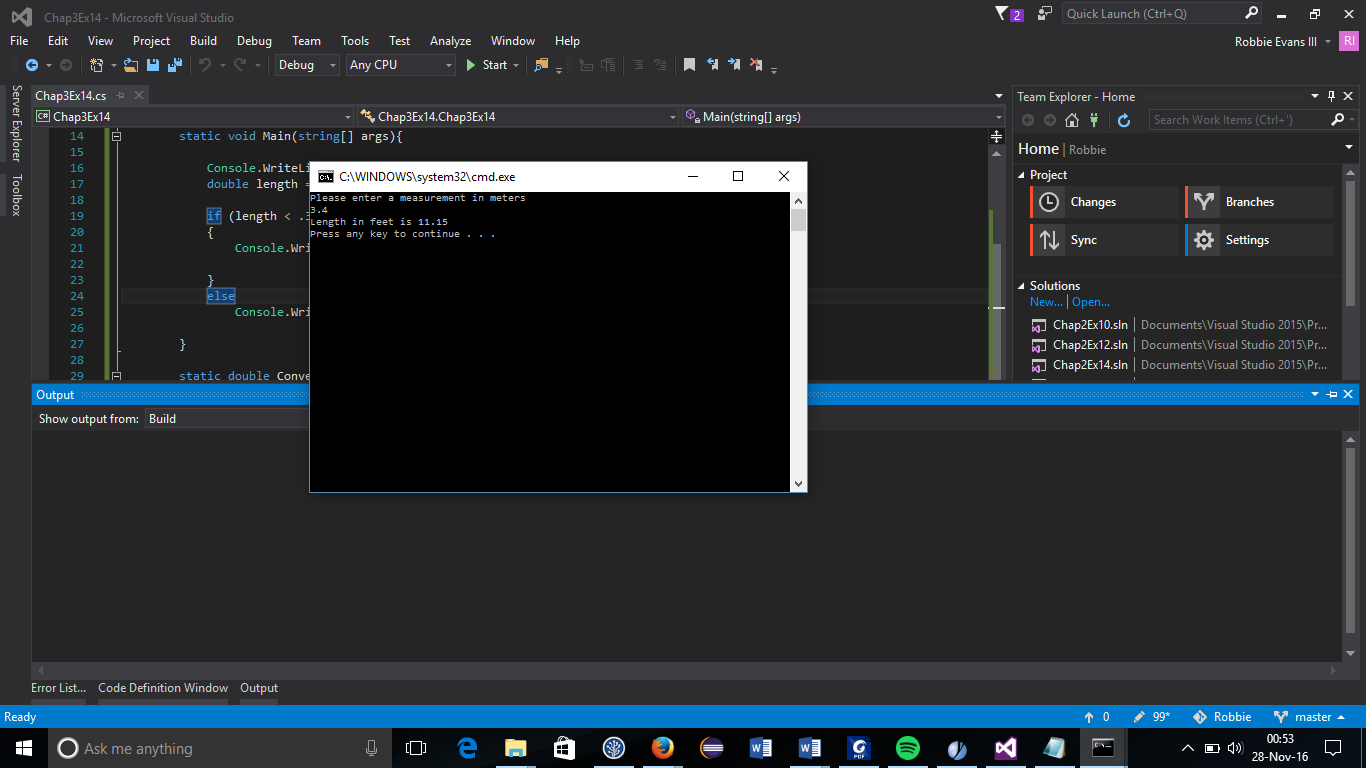 Chap3Ex14 - Microsoft Visual Studio
2
Quick Launch (Ctrl+Q)
File Edit View Project Build Debug Team Tools Test Analyze Window Help
Robbie Evans III
RI
Debug Any CPU Start
Server Explorer
Toolbox
Chap3Ex14.cs
C# Chap3Ex14 Chap3Ex14.Chap3Ex14 Main(string[] args)
14 static void Main(string[] args){
15
16 Console.WriteLi
17 double length =
18
19 if (length < .3
20 {
21 Console.Wri
22
23 }
24 else
25 Console.Wri
26
27 }
28
29 static double Conve
C:\WINDOWS\system32\cmd.exe
Please enter a measurement in meters
3.4
Length in feet is 11.15
Press any key to continue . . .
Team Explorer - Home
Search Work Items (Ctrl+')
Home | Robbie
Project
Changes Branches
Sync Settings
Solutions
New... | Open...
Chap2Ex10.sln | Documents\Visual Studio 2015\Pr...
Chap2Ex12.sln | Documents\Visual Studio 2015\Pr...
Chap2Ex14.sln | Documents\Visual Studio 2015\Pr...
Output
Show output from: Build
Error List... Code Definition Window Output
Ready
0 99* Robbie master
Ask me anything
PDF
00:53
28-Nov-16